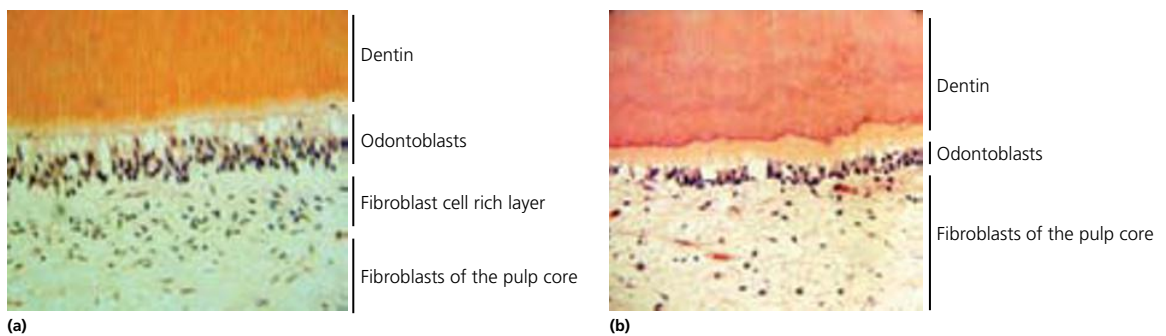 Dentin
Odontoblasts
Fibroblast cell rich layer
Fibroblasts of the pulp core
(a)
Dentin
Odontoblasts
Fibroblasts of the pulp core
(b)